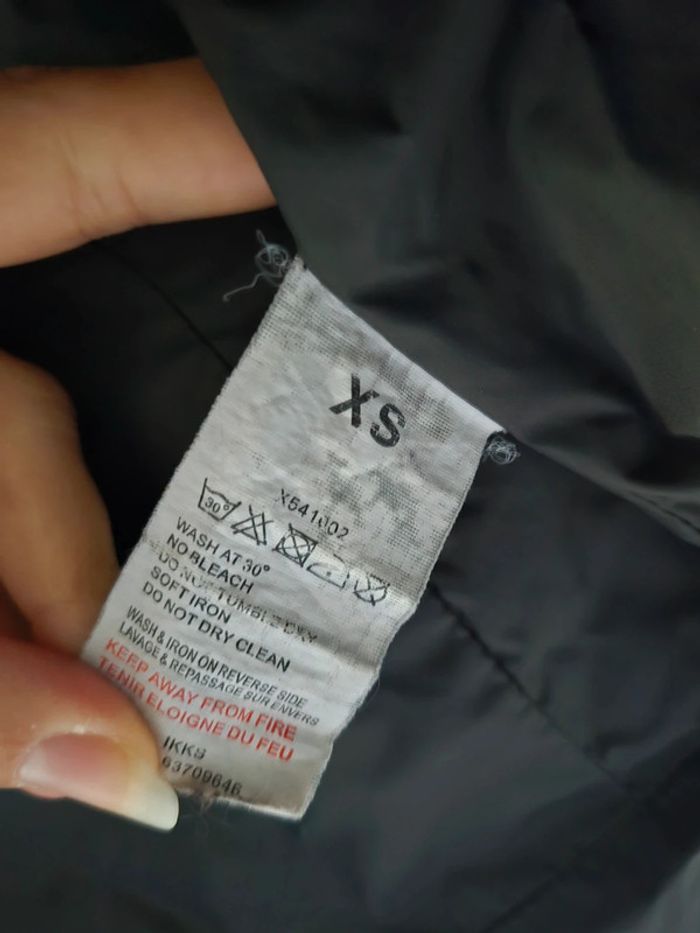 XS
X541002
30°
WASH AT 30°
NO BLEACH
DO NOT TUMBLE DRY
SOFT IRON
DO NOT DRY CLEAN
WASH & IRON ON REVERSE SIDE
LAVAGE & REPASSAGE SUR ENVERS
KEEP AWAY FROM FIRE
TENIR ELOIGNE DU FEU
IKKS
63709646